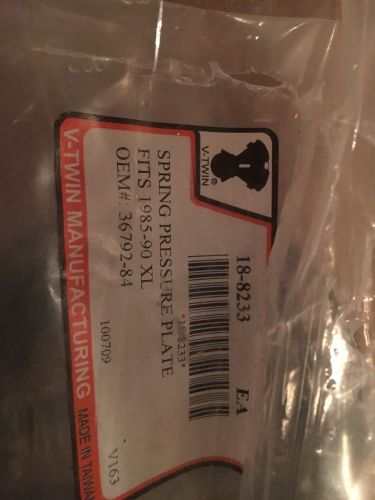 V-TWIN®
18-8233 EA
*18-8233*
SPRING PRESSURE PLATE
FITS 1985-90 XL
OEM#: 36792-84
100709 V163
V-TWIN MANUFACTURING MADE IN TAIWAN